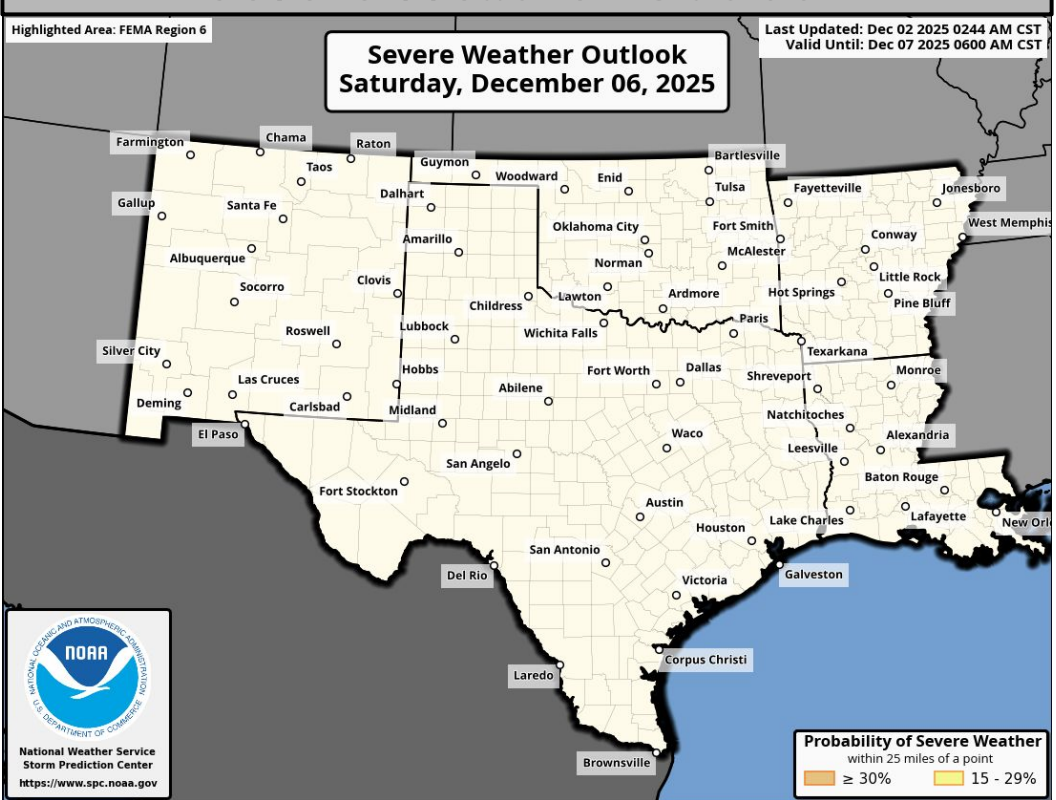 Highlighted Area: FEMA Region 6
Last Updated: Dec 02 2025 0244 AM CST
Valid Until: Dec 07 2025 0600 AM CST
Severe Weather Outlook
Saturday, December 06, 2025
Farmington
Chama
Raton
Taos
Guymon
Woodward
Enid
Bartlesville
Tulsa
Fayetteville
Jonesboro
Gallup
Santa Fe
Dalhart
Oklahoma City
Fort Smith
West Memphis
Albuquerque
Amarillo
Norman
McAlester
Conway
Socorro
Clovis
Childress
Lawton
Ardmore
Hot Springs
Little Rock
Pine Bluff
Roswell
Lubbock
Wichita Falls
Paris
Silver City
Texarkana
Las Cruces
Hobbs
Abilene
Fort Worth
Dallas
Shreveport
Monroe
Deming
Carlsbad
Midland
Natchitoches
El Paso
San Angelo
Waco
Leesville
Alexandria
Fort Stockton
Austin
Baton Rouge
Houston
Lake Charles
Lafayette
New Orl
Del Rio
San Antonio
Victoria
Galveston
Laredo
Corpus Christi
Brownsville
NATIONAL OCEANIC AND ATMOSPHERIC ADMINISTRATION
NOAA
U.S. DEPARTMENT OF COMMERCE
National Weather Service
Storm Prediction Center
https://www.spc.noaa.gov
Probability of Severe Weather
within 25 miles of a point
≥ 30%
15 - 29%